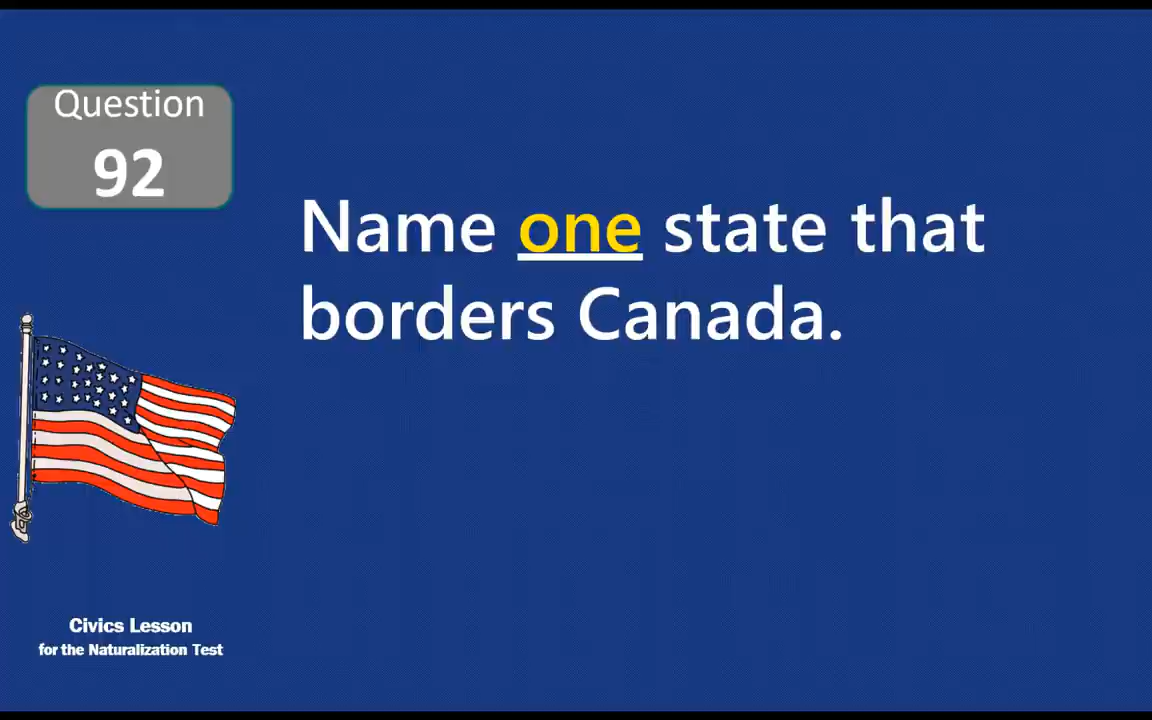 Question
92
Name one state that
borders Canada.
Civics Lesson
for the Naturalization Test